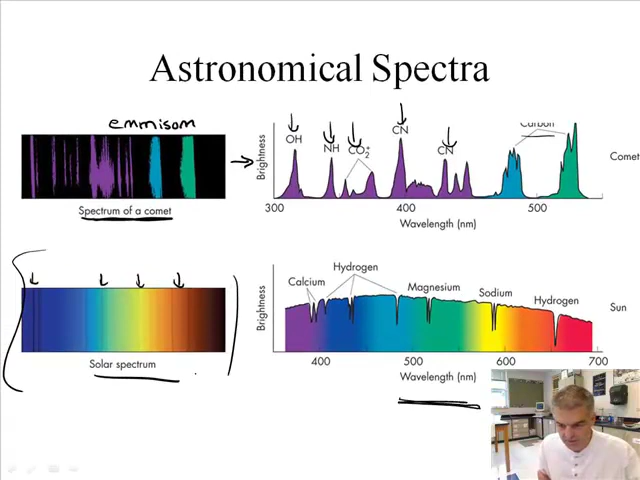 Astronomical Spectra
emmisom
Spectrum of a comet
Brightness
OH
NH
CO2+
CN
CN
Carbon
Comet
300
400
500
Wavelength (nm)
Solar spectrum
Brightness
Calcium
Hydrogen
Magnesium
Sodium
Hydrogen
Sun
400
500
600
700
Wavelength (nm)